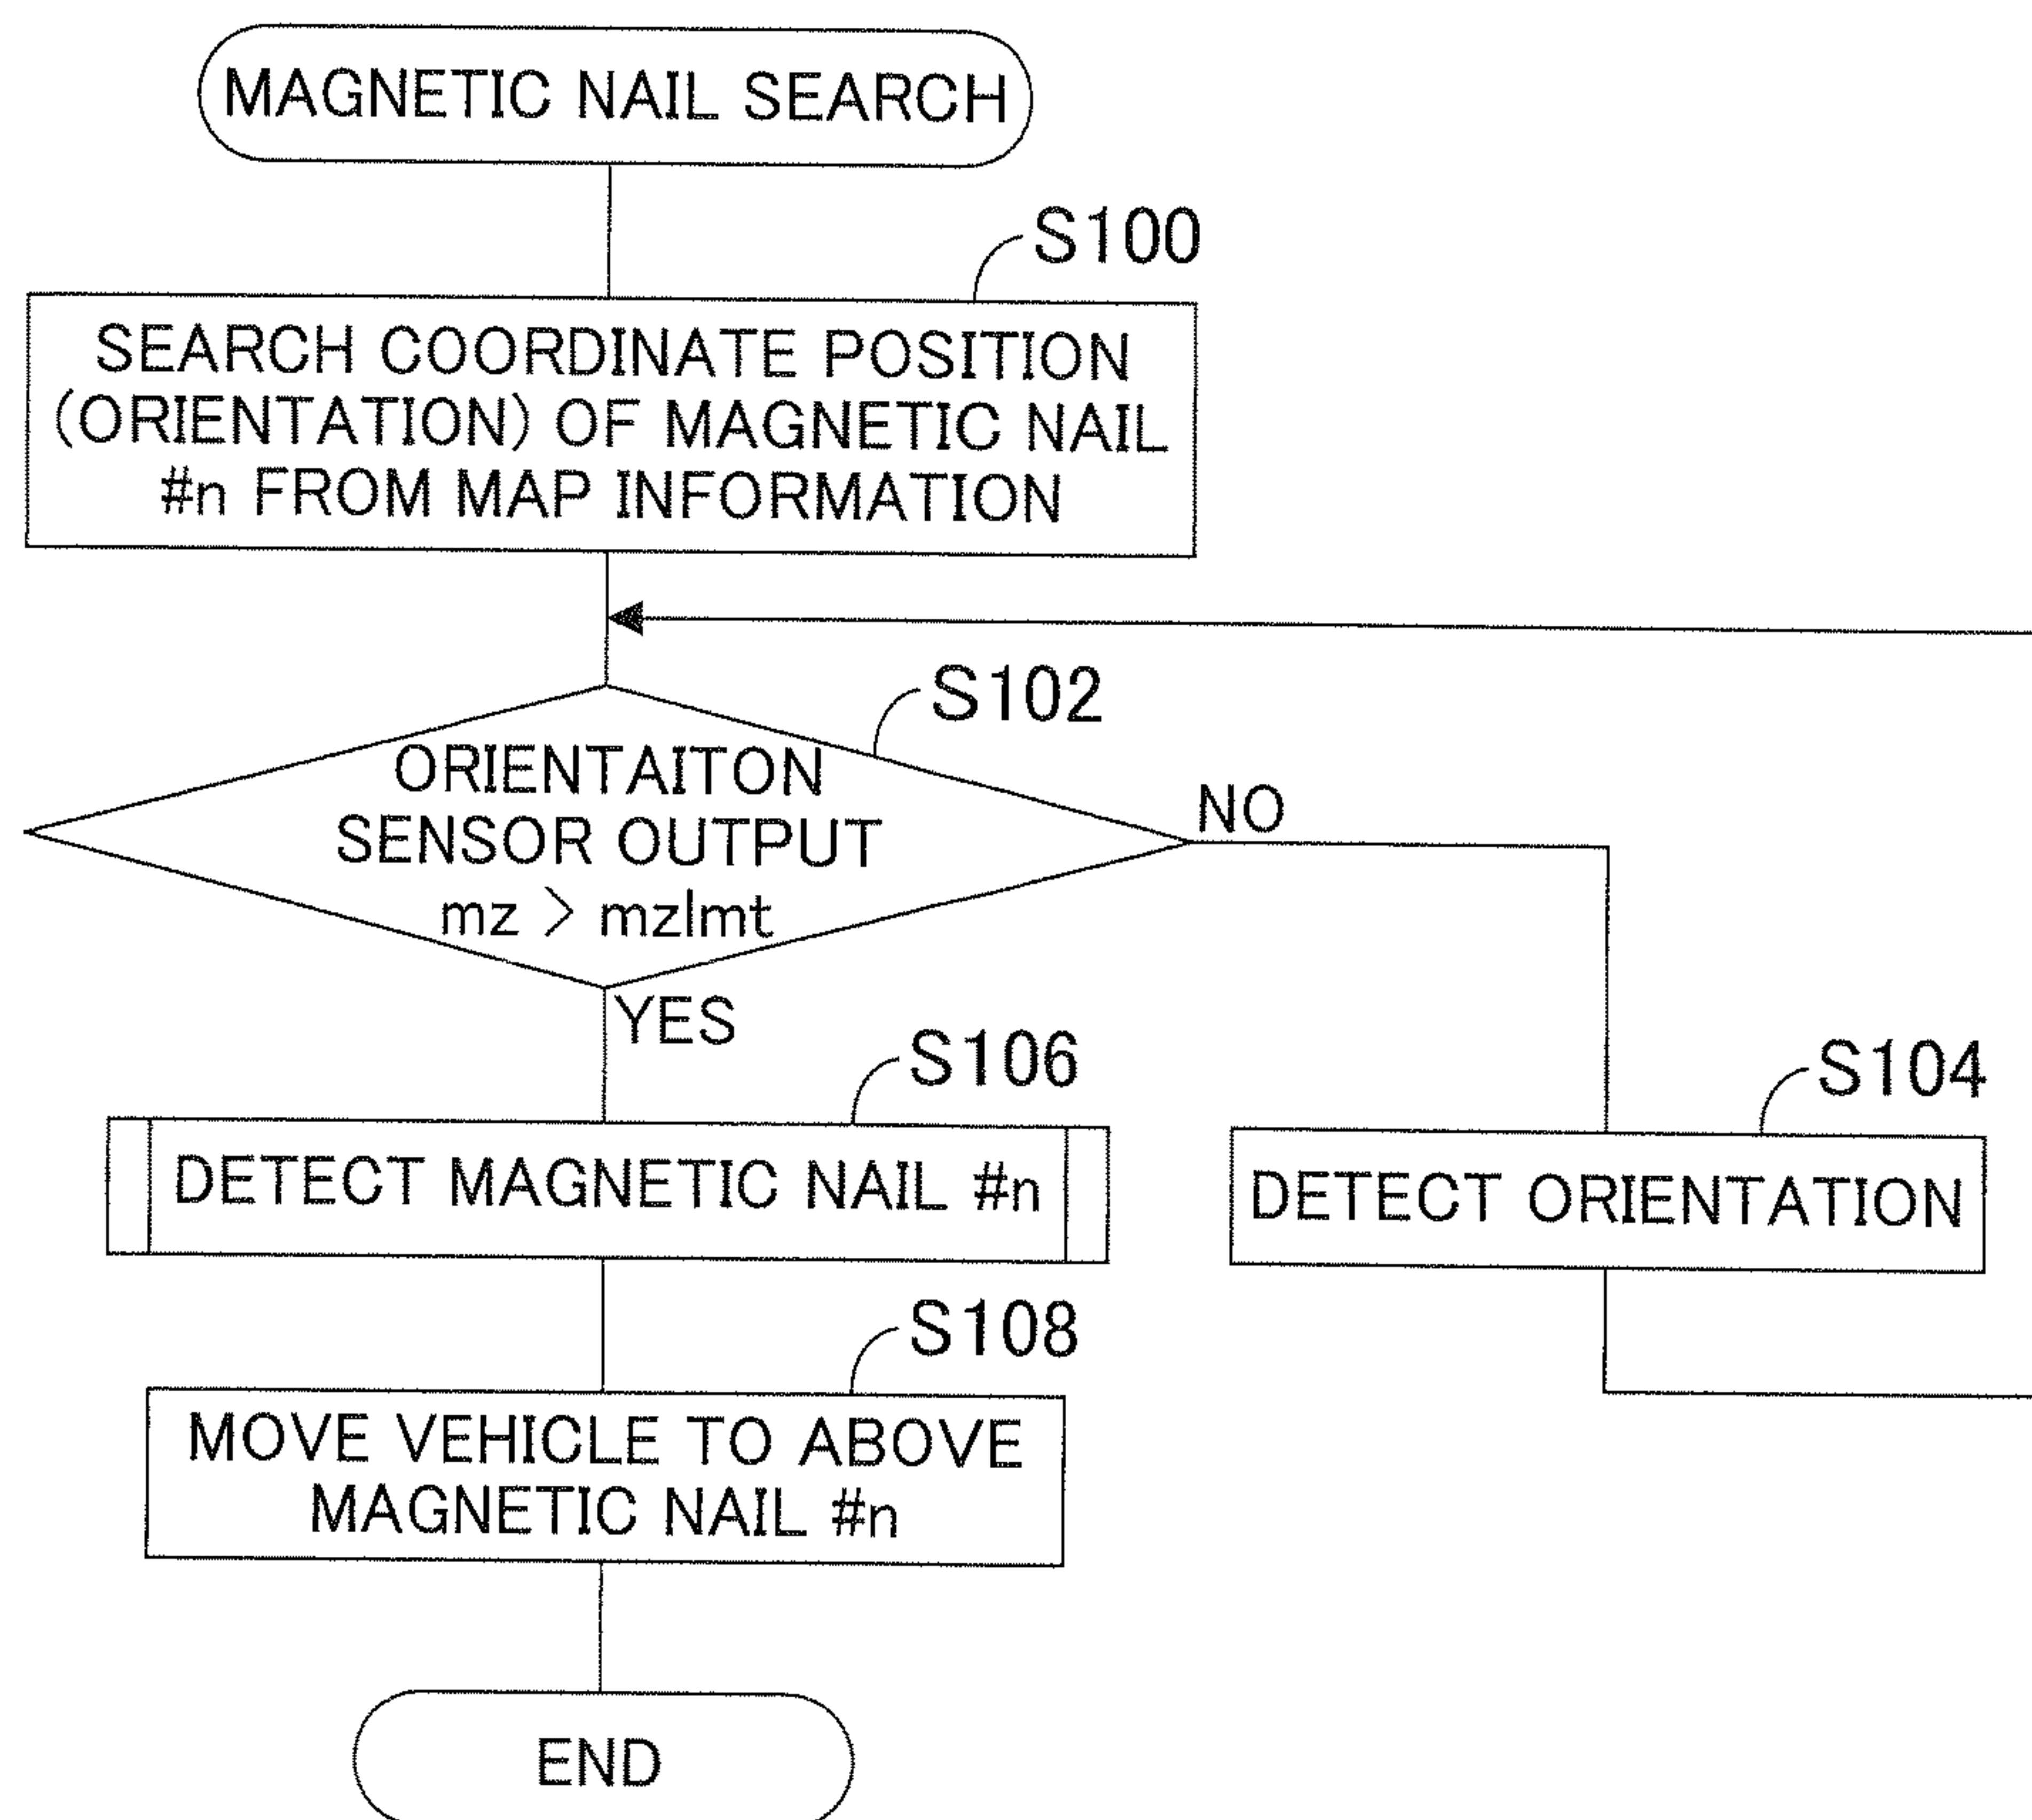 MAGNETIC NAIL SEARCH
S100
SEARCH COORDINATE POSITION
(ORIENTATION) OF MAGNETIC NAIL
#n FROM MAP INFORMATION
S102
ORIENTAITON
SENSOR OUTPUT
mz > mzlmt
NO
YES
S106
DETECT MAGNETIC NAIL #n
S104
DETECT ORIENTATION
S108
MOVE VEHICLE TO ABOVE
MAGNETIC NAIL #n
END